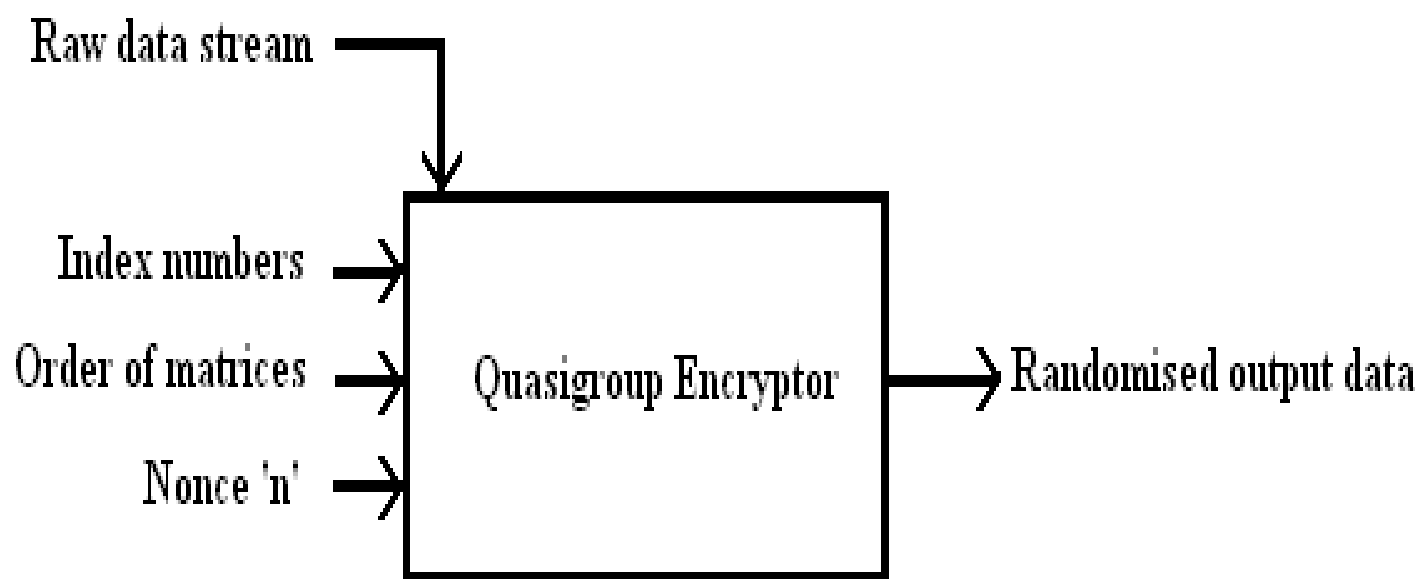 Raw data stream
Index numbers
Order of matrices
Nonce 'n'
Quasigroup Encryptor
Randomised output data